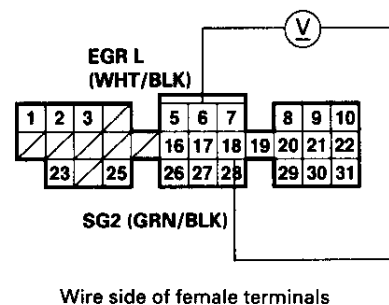 V
EGR L
(WHT/BLK)
1 2 3 5 6 7 8 9 10
16 17 18 19 20 21 22
23 25 26 27 28 29 30 31
SG2 (GRN/BLK)
Wire side of female terminals